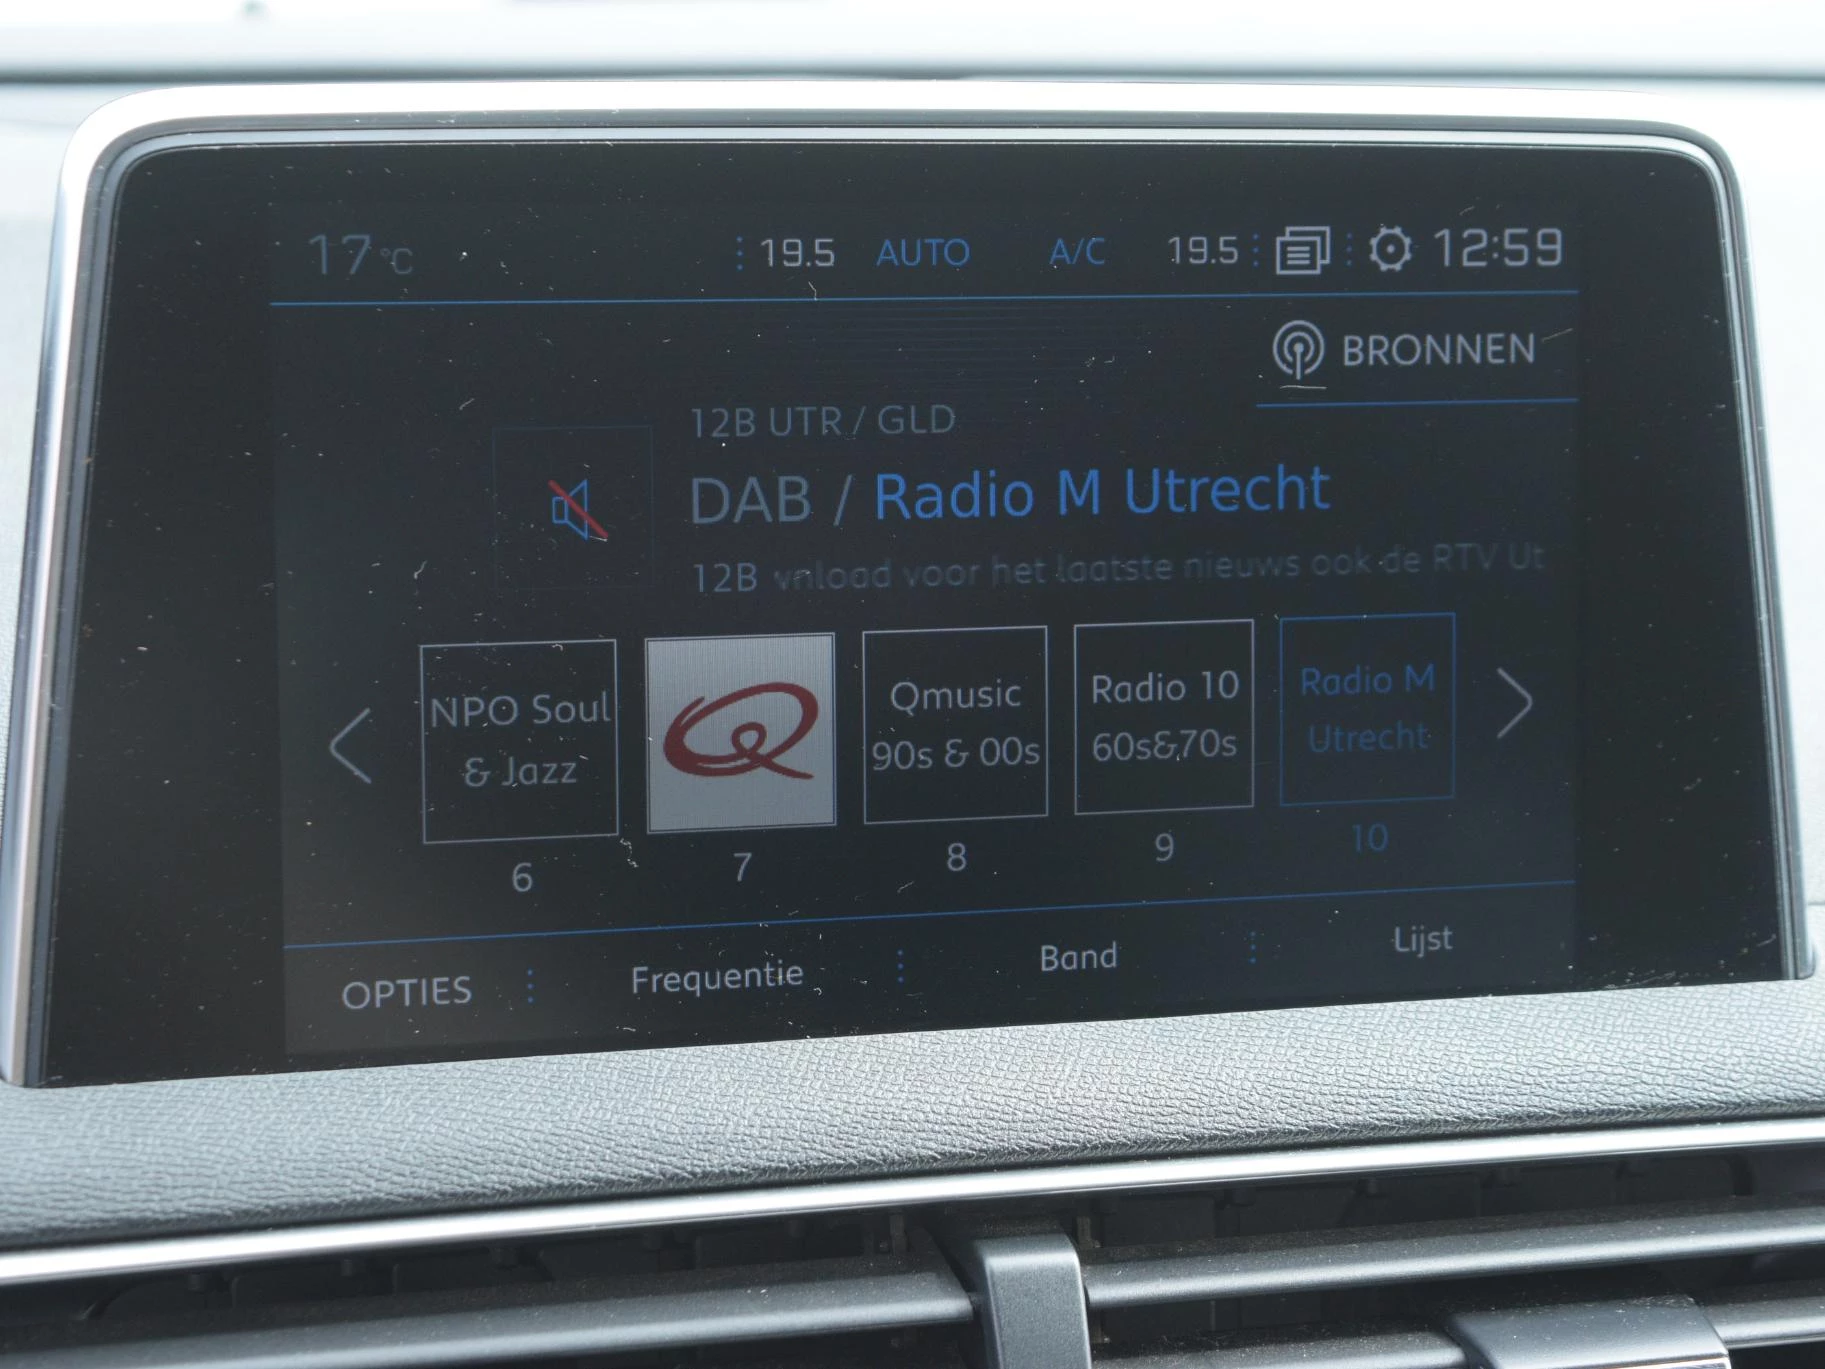 17 °C 19.5 AUTO A/C 19.5 12:59
BRONNEN
12B UTR / GLD
DAB / Radio M Utrecht
12B wnload voor het laatste nieuws ook de RTV Ut
NPO Soul
& Jazz
6
Q
7
Qmusic
90s & 00s
8
Radio 10
60s&70s
9
Radio M
Utrecht
10
OPTIES Frequentie Band Lijst